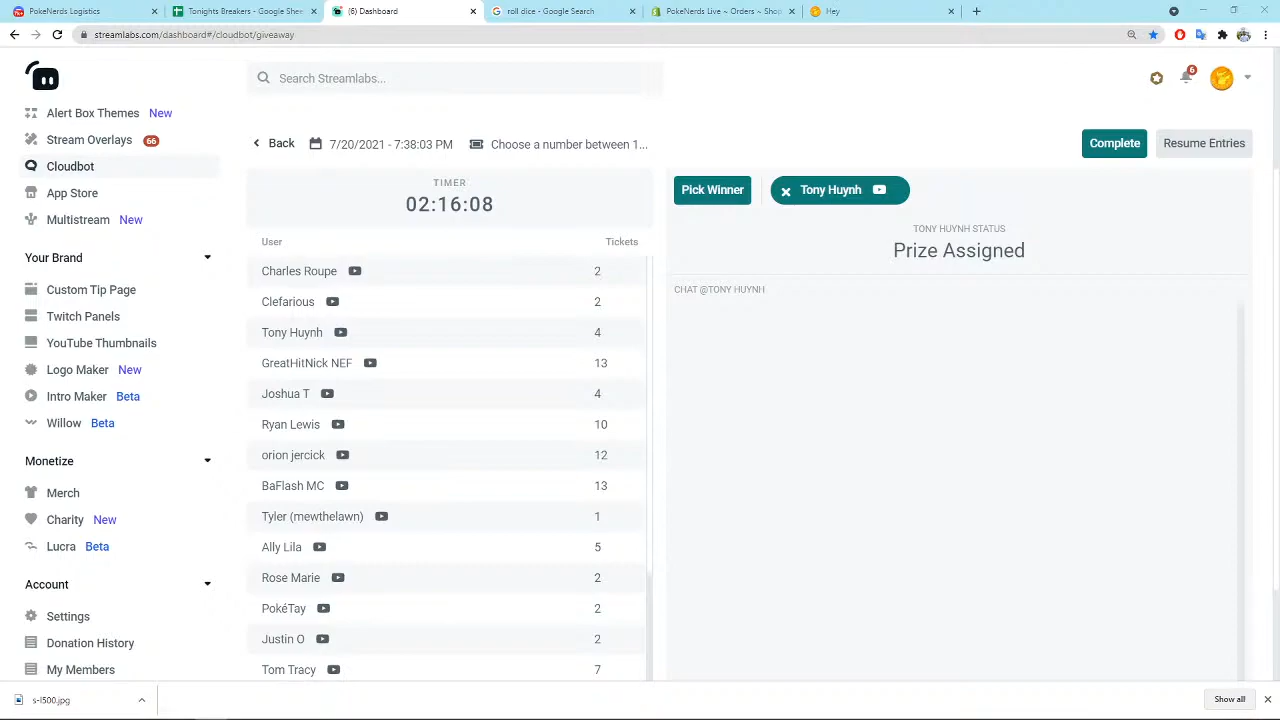 PokeNerds Logistics
Tonights Breakers - Google Shee
(6) Dashboard
roll dice - Google Search
PokeNerds Live ~ Orders ~ Sh
Hey
streamlabs.com/dashboard#/cloudbot/giveaway
Search Streamlabs...
6
Alert Box Themes New
Stream Overlays 66
Cloudbot
App Store
Multistream New
Your Brand
Custom Tip Page
Twitch Panels
YouTube Thumbnails
Logo Maker New
Intro Maker Beta
Willow Beta
Monetize
Merch
Charity New
Lucra Beta
Account
Settings
Donation History
My Members
Back 7/20/2021 - 7:38:03 PM Choose a number between 1...
Complete Resume Entries
TIMER
02:16:08
User Tickets
Charles Roupe 2
Clefarious 2
Tony Huynh 4
GreatHitNick NEF 13
Joshua T 4
Ryan Lewis 10
orion jercick 12
BaFlash MC 13
Tyler (mewthelawn) 1
Ally Lila 5
Rose Marie 2
PokéTay 2
Justin O 2
Tom Tracy 7
Pick Winner Tony Huynh
TONY HUYNH STATUS
Prize Assigned
CHAT @TONY HUYNH
s-l500.jpg
Show all